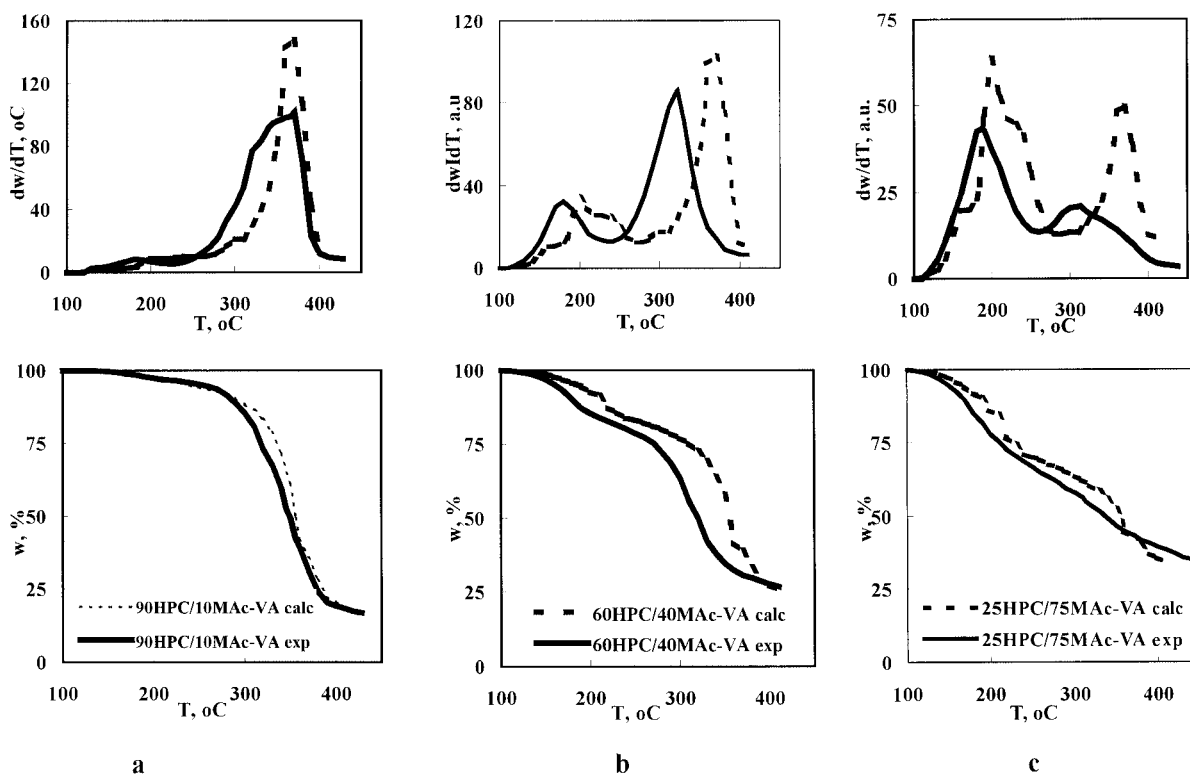 160
120
80
40
0
dw/dT, oC
100 200 300 400
T, oC
120
80
40
0
dwIdT, a.u
100 200 300 400
T, oC
75
50
25
0
dw/dT, a.u.
100 200 300 400
T, oC
100
75
50
25
0
w, %
90HPC/10MAc-VA calc
90HPC/10MAc-VA exp
100 200 300 400
T, oC
100
75
50
25
0
w, %
60HPC/40MAc-VA calc
60HPC/40MAc-VA exp
100 200 300 400
T, oC
100
75
50
25
0
w, %
25HPC/75MAc-VA calc
25HPC/75MAc-VA exp
100 200 300 400
T, oC
a b c